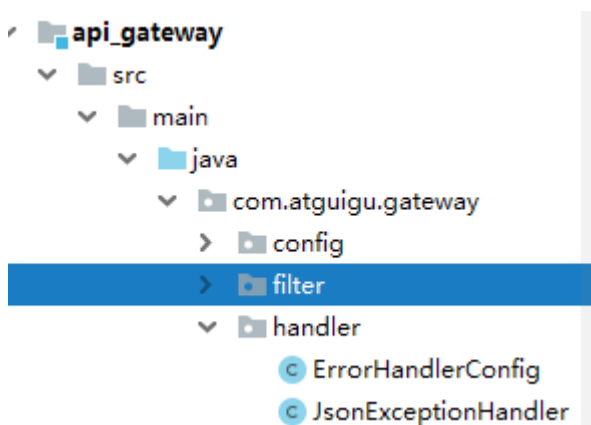 api_gateway
src
main
java
com.atguigu.gateway
config
filter
handler
C ErrorHandlerConfig
C JsonExceptionHandler